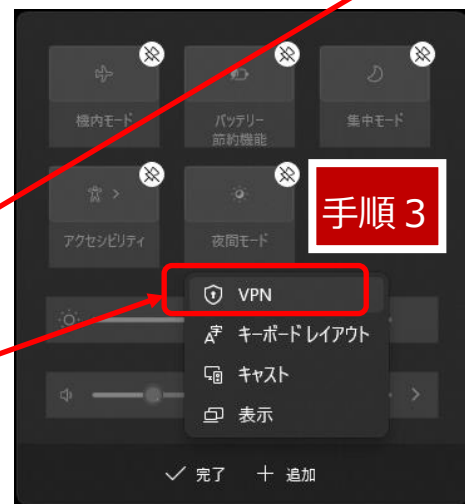 機内モード
バッテリー
節約機能
集中モード
アクセシビリティ
夜間モード
手順３
VPN
キーボード レイアウト
キャスト
表示
完了
追加